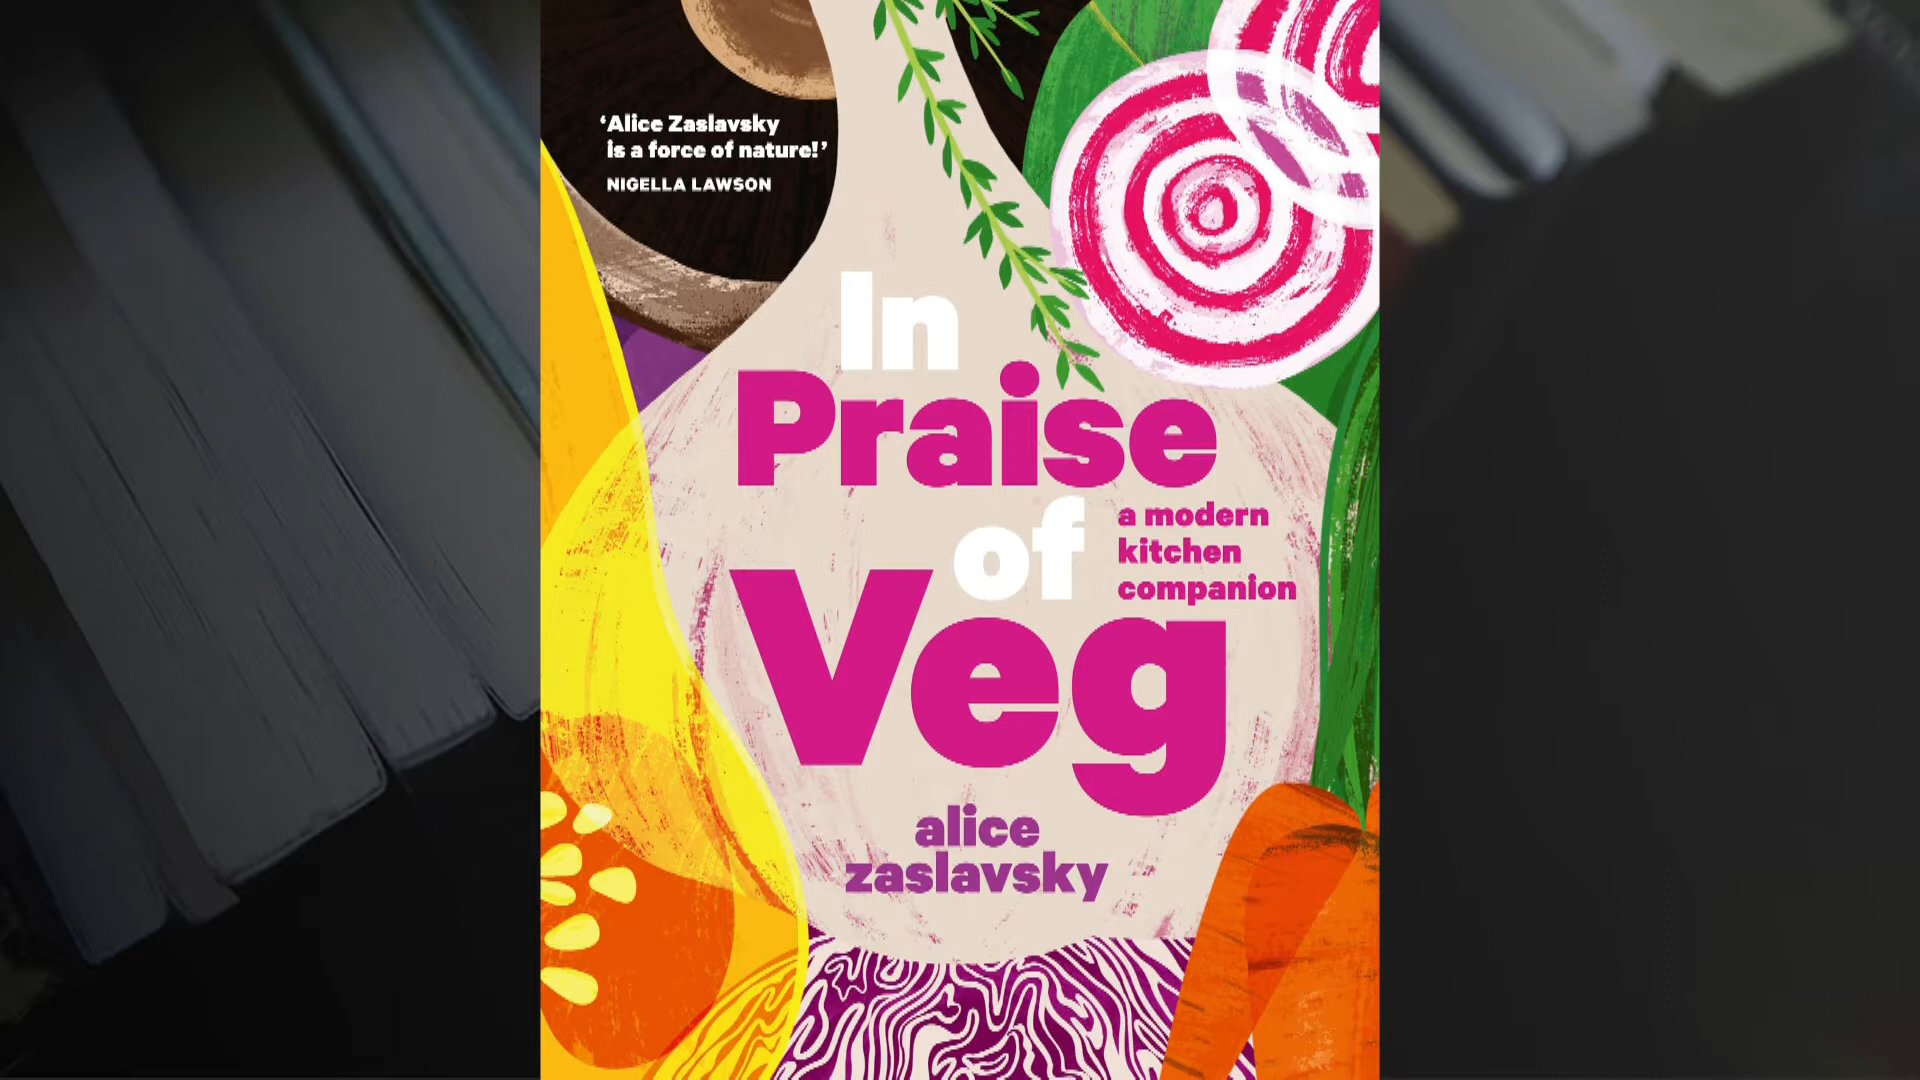 ‘Alice Zaslavsky
is a force of nature!’
NIGELLA LAWSON
In
Praise
of
a modern
kitchen
companion
Veg
alice
zaslavsky